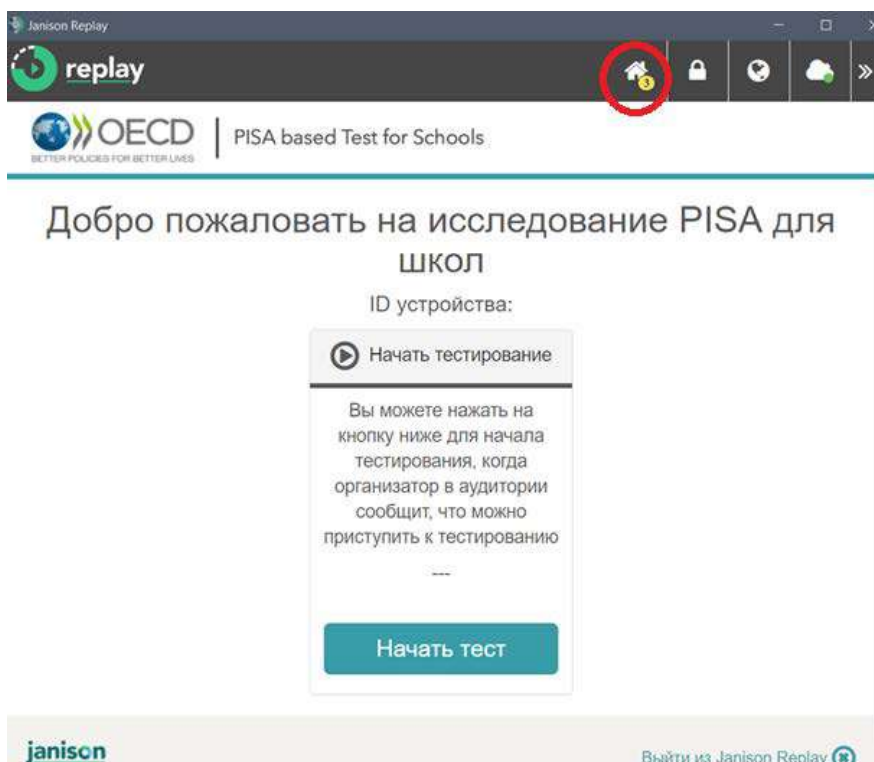 Janison Replay
replay
3
OECD
BETTER POLICIES FOR BETTER LIVES
PISA based Test for Schools
Добро пожаловать на исследование PISA для
школ
ID устройства:
Начать тестирование
Вы можете нажать на
кнопку ниже для начала
тестирования, когда
организатор в аудитории
сообщит, что можно
приступить к тестированию
---
Начать тест
janison
Выйти из Janison Replay